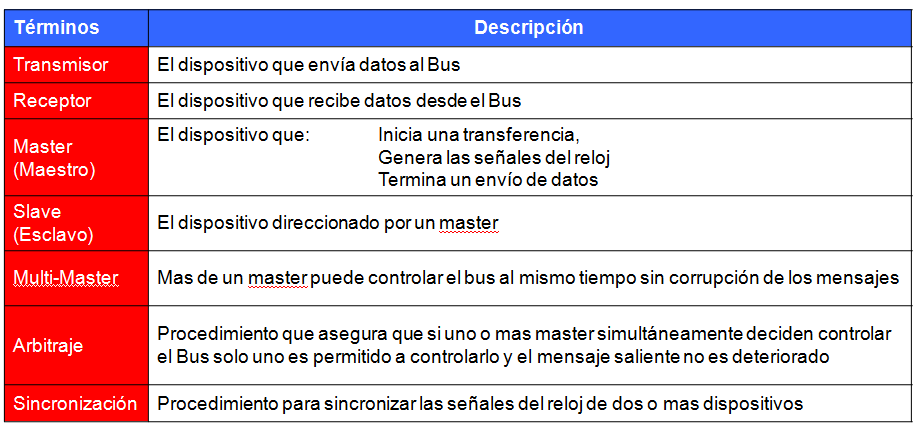 Términos Descripción
Transmisor El dispositivo que envía datos al Bus
Receptor El dispositivo que recibe datos desde el Bus
Master
(Maestro)
El dispositivo que: Inicia una transferencia,
Genera las señales del reloj
Termina un envío de datos
Slave
(Esclavo)
El dispositivo direccionado por un master
Multi-Master Mas de un master puede controlar el bus al mismo tiempo sin corrupción de los mensajes
Arbitraje
Procedimiento que asegura que si uno o mas master simultáneamente deciden controlar
el Bus solo uno es permitido a controlarlo y el mensaje saliente no es deteriorado
Sincronización Procedimiento para sincronizar las señales del reloj de dos o mas dispositivos